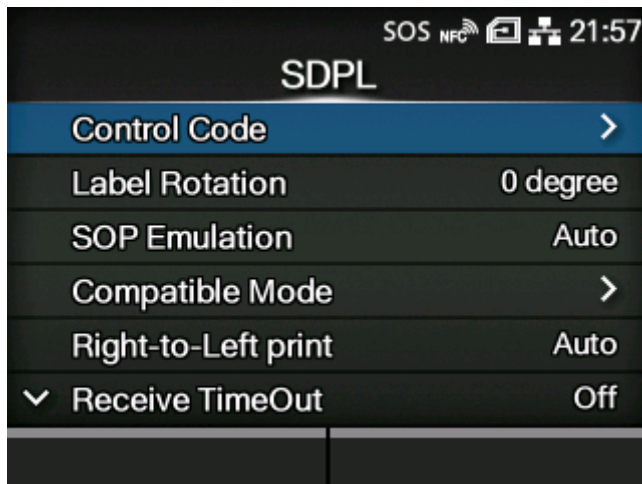 SOS NFC 21:57
SDPL
Control Code
Label Rotation 0 degree
SOP Emulation Auto
Compatible Mode
Right-to-Left print Auto
Receive TimeOut Off